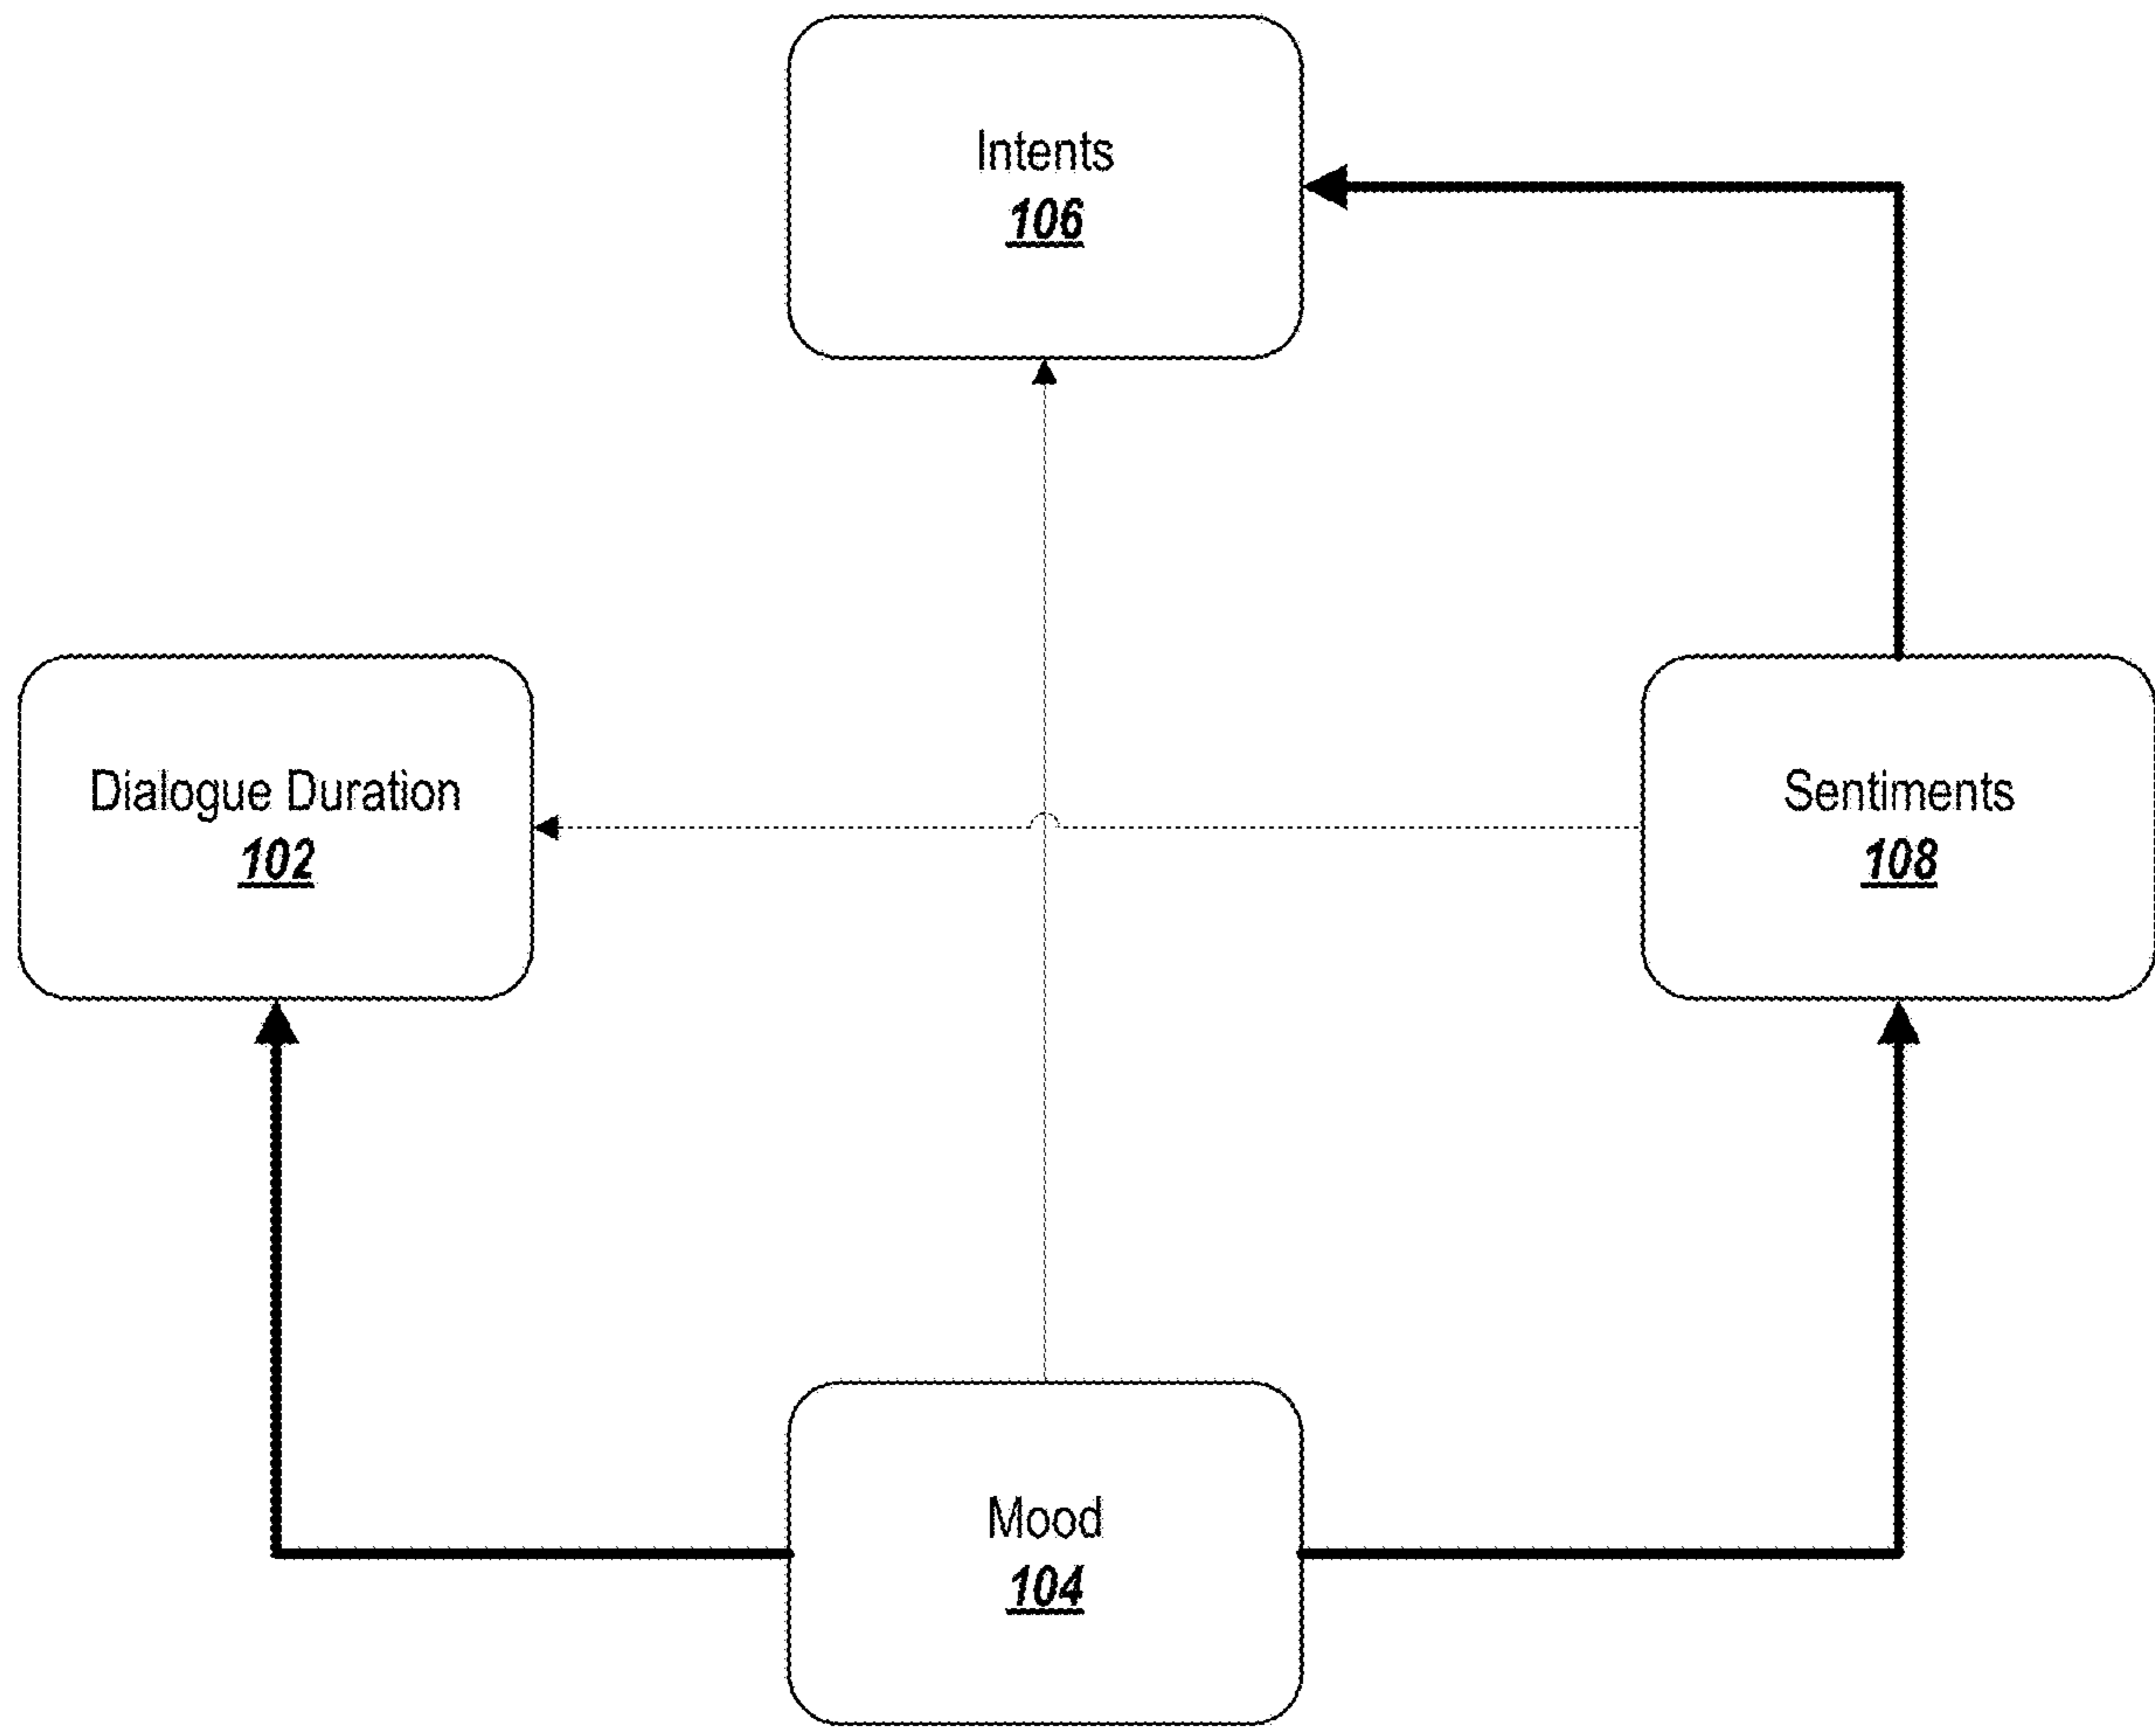 Intents
106
Dialogue Duration
102
Sentiments
108
Mood
104